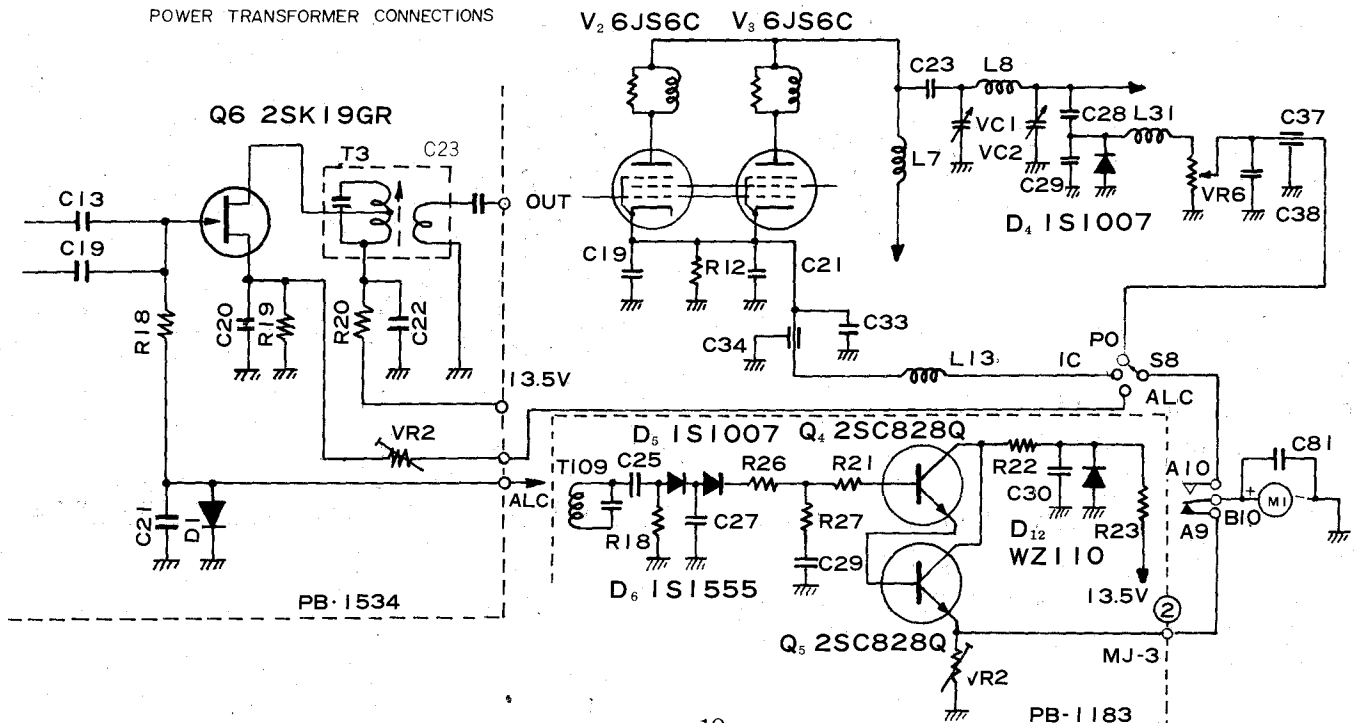 POWER TRANSFORMER CONNECTIONS
V₂ 6JS6C
V₃ 6JS6C
C23
L8
Q6 2SK19GR
VC1
VC2
C28
L31
C37
T3
C23
L7
C29
VR6
C38
C13
OUT
D₄ 1S1007
C19
C19
R12
C21
R18
C20
R19
R20
C22
C34
C33
PO
L13
IC
S8
13.5V
ALC
VR2
D₅ 1S1007
Q₄ 2SC828Q
C81
T109
C25
R26
R21
R22
A10
ALC
C30
+
M1
C21
D1
R18
C27
R27
D₁₂
WZ110
R23
A9
B10
C29
D₆ 1S1555
13.5V
PB·1534
2
Q₅ 2SC828Q
MJ-3
VR2
PB-1183